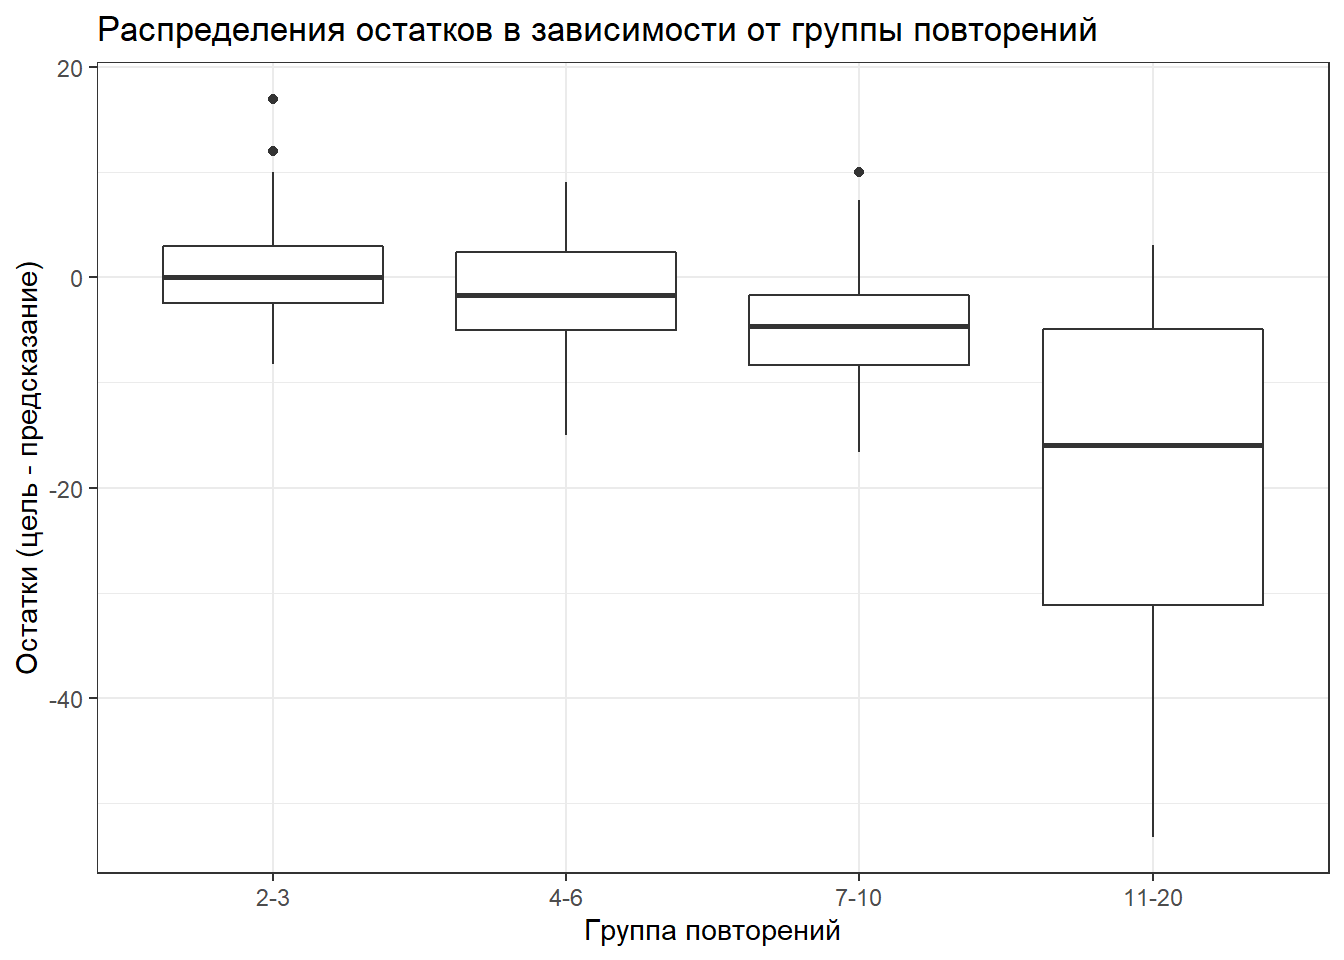 Распределения остатков в зависимости от группы повторений
20
0
-20
-40
Остатки (цель - предсказание)
2-3
4-6
7-10
11-20
Группа повторений